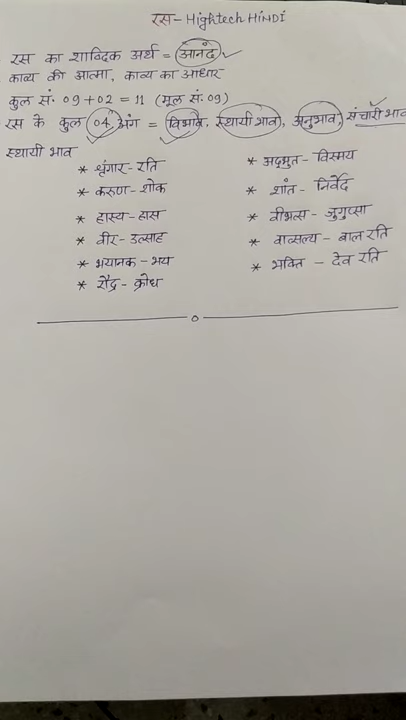 रस - Hightech HiNDi
रस का शाब्दिक अर्थ = आनंद
काव्य की आत्मा, काव्य का आधार
कुल सं. 09 + 02 = 11 (मूल सं. 09)
रस के कुल 04 अंग = विभाव, स्थायी भाव, अनुभाव, संचारी भाव
स्थायी भाव
* श्रृंगार - रति
* करुण - शोक
* हास्य - हास
* वीर - उत्साह
* भयानक - भय
* रौद्र - क्रोध
* अद्भुत - विस्मय
* शांत - निर्वेद
* वीभत्स - जुगुप्सा
* वात्सल्य - बाल रति
* भक्ति - देव रति